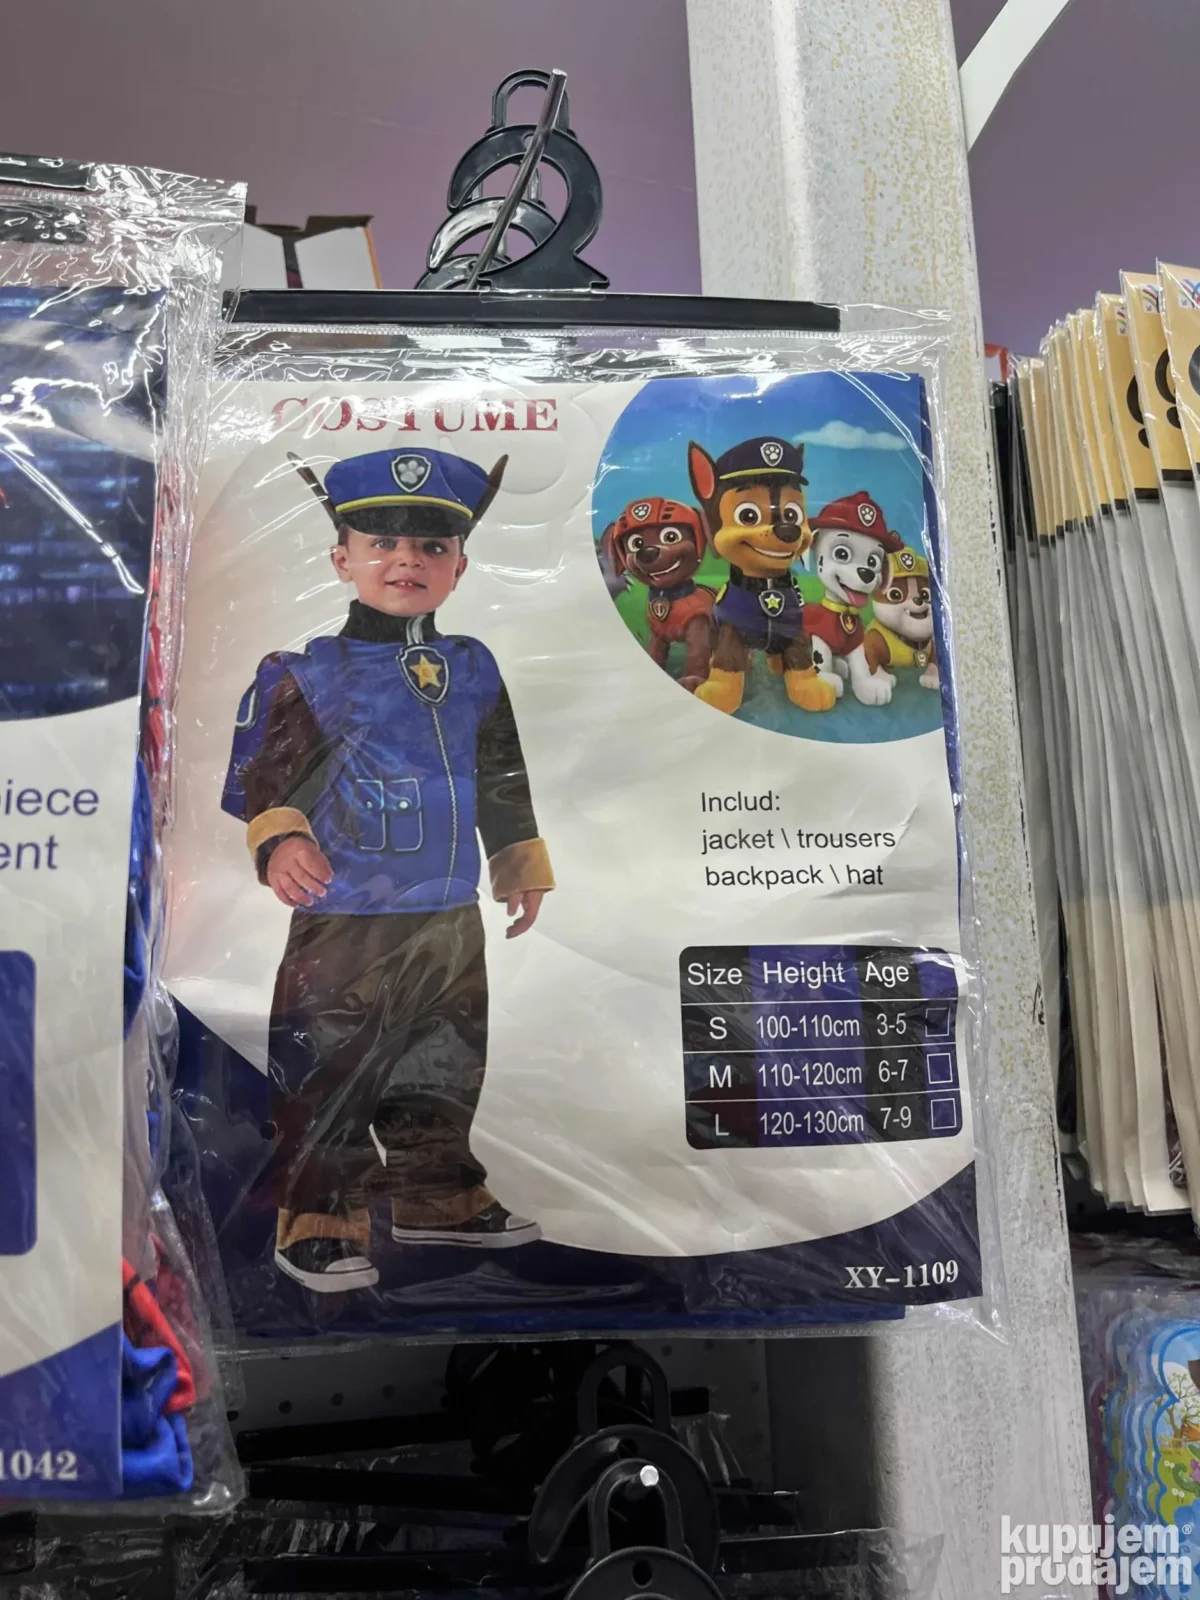 COSTUME
Includ:
jacket \ trousers
backpack \ hat
Size Height Age
S 100-110cm 3-5
M 110-120cm 6-7
L 120-130cm 7-9
XY-1109
piece
ent
1042
kupujem®
prodajem